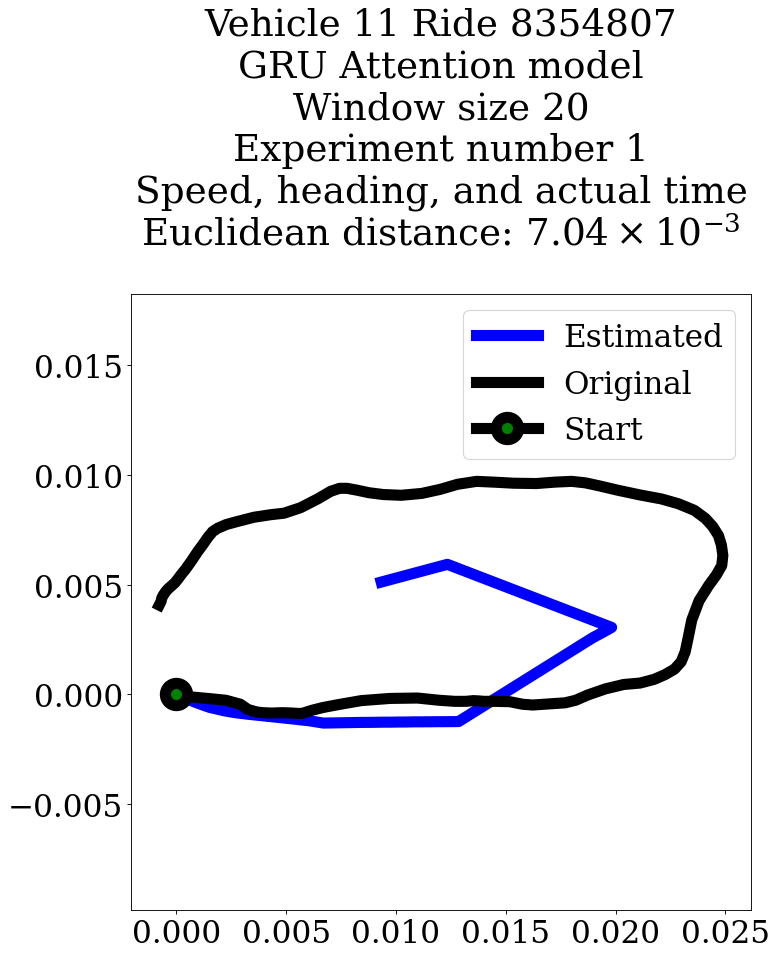 Vehicle 11 Ride 8354807
GRU Attention model
Window size 20
Experiment number 1
Speed, heading, and actual time
Euclidean distance: 7.04 × 10⁻³
Estimated
Original
Start
0.015
0.010
0.005
0.000
−0.005
0.000 0.005 0.010 0.015 0.020 0.025